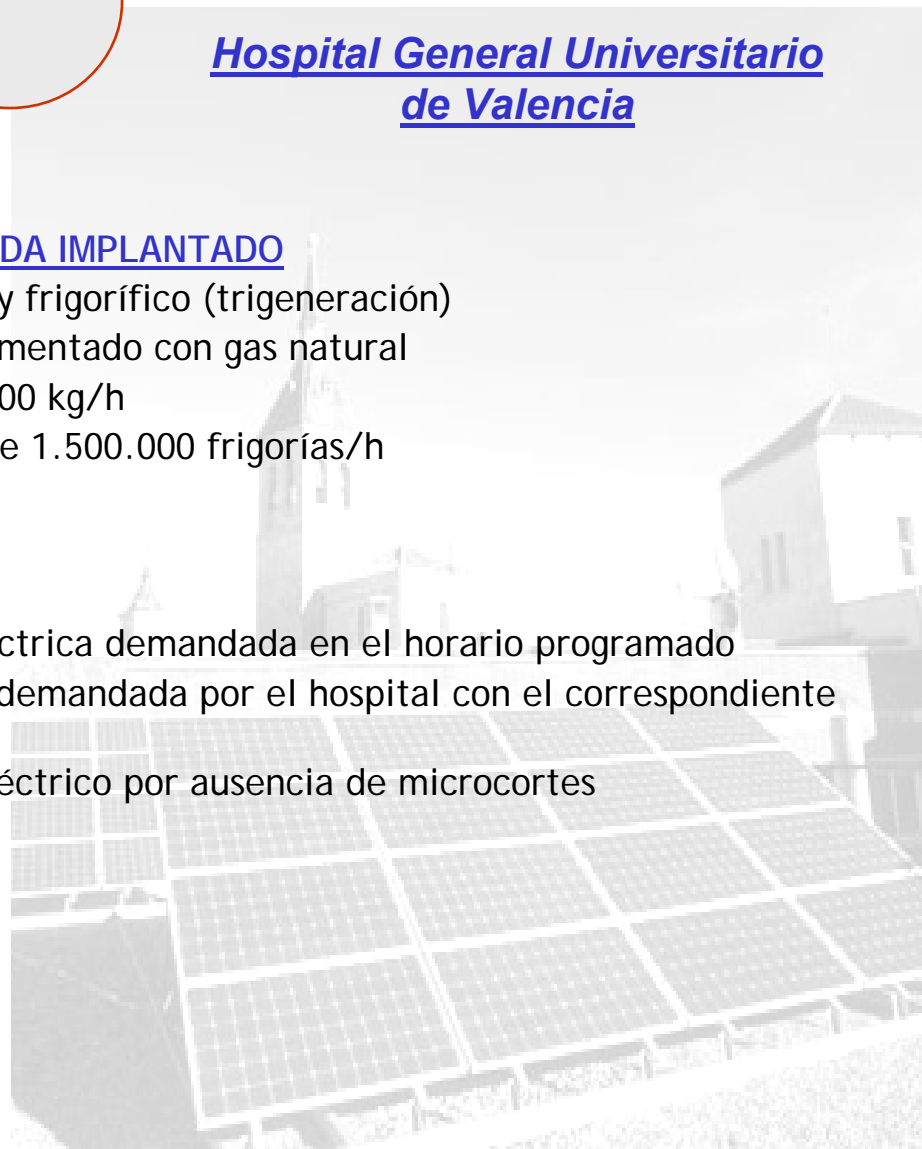 Hospital General Universitario
de Valencia
DA IMPLANTADO
y frigorífico (trigeneración)
mentado con gas natural
00 kg/h
e 1.500.000 frigorías/h
ctrica demandada en el horario programado
demandada por el hospital con el correspondiente
éctrico por ausencia de microcortes